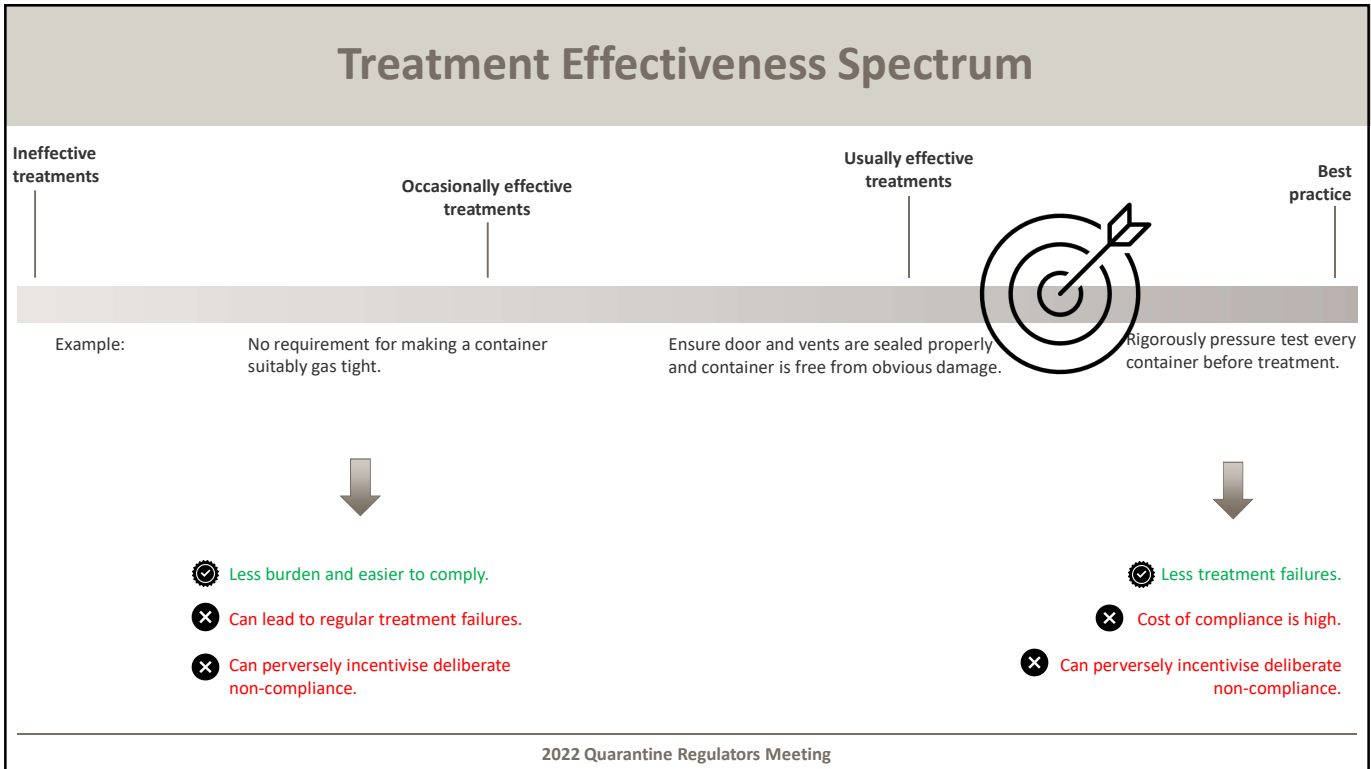 Treatment Effectiveness Spectrum
Ineffective
treatments
Occasionally effective
treatments
Usually effective
treatments
Best
practice
Example:
No requirement for making a container
suitably gas tight.
Ensure door and vents are sealed properly
and container is free from obvious damage.
Rigorously pressure test every
container before treatment.
Less burden and easier to comply.
Can lead to regular treatment failures.
Can perversely incentivise deliberate
non-compliance.
Less treatment failures.
Cost of compliance is high.
Can perversely incentivise deliberate
non-compliance.
2022 Quarantine Regulators Meeting